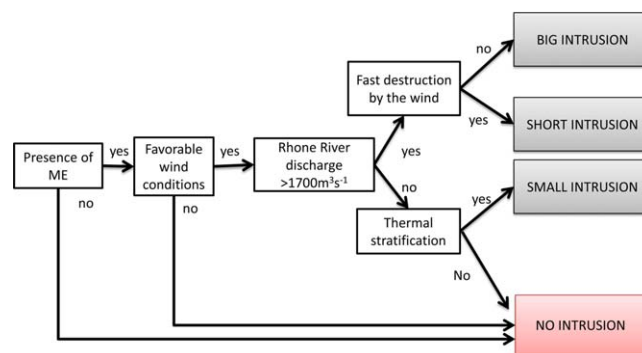 no
BIG INTRUSION
Fast destruction
by the wind
yes
SHORT INTRUSION
Presence of
ME
yes
Favorable
wind
conditions
yes
Rhone River
discharge
>1700m³s⁻¹
yes
no
no
no
Thermal
stratification
yes
SMALL INTRUSION
No
NO INTRUSION